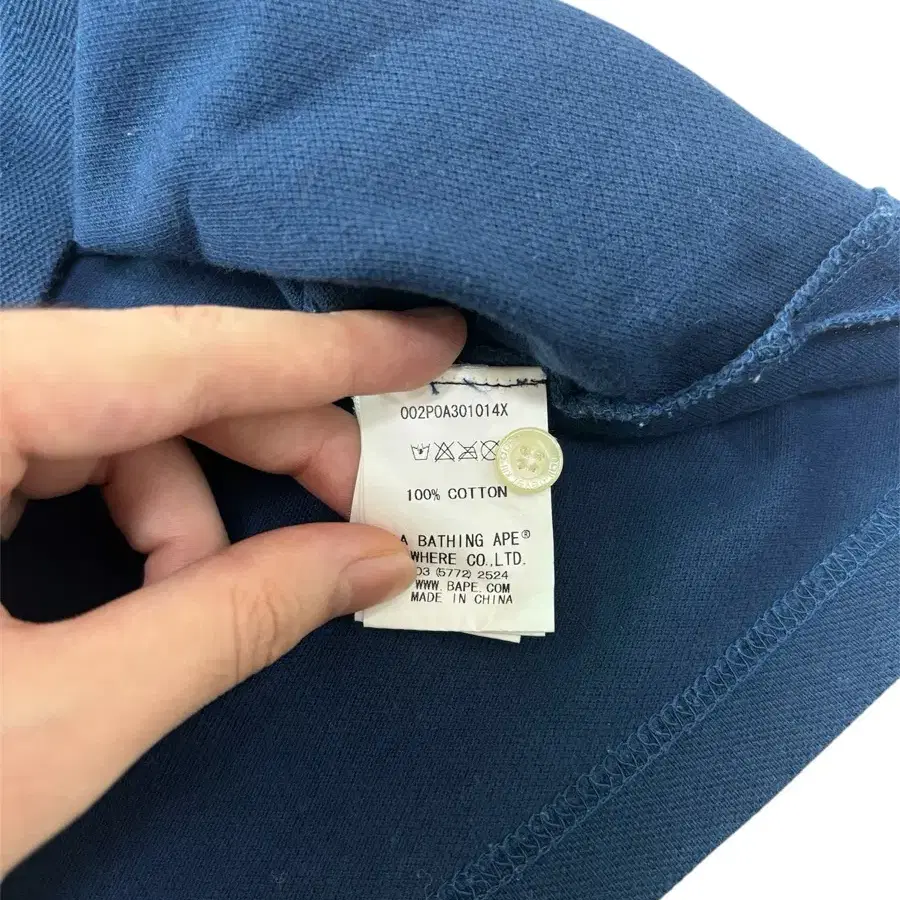 002P0A301014X
100% COTTON
A BATHING APE®
WHERE CO.,LTD.
03 (5772) 2524
WWW.BAPE.COM
MADE IN CHINA